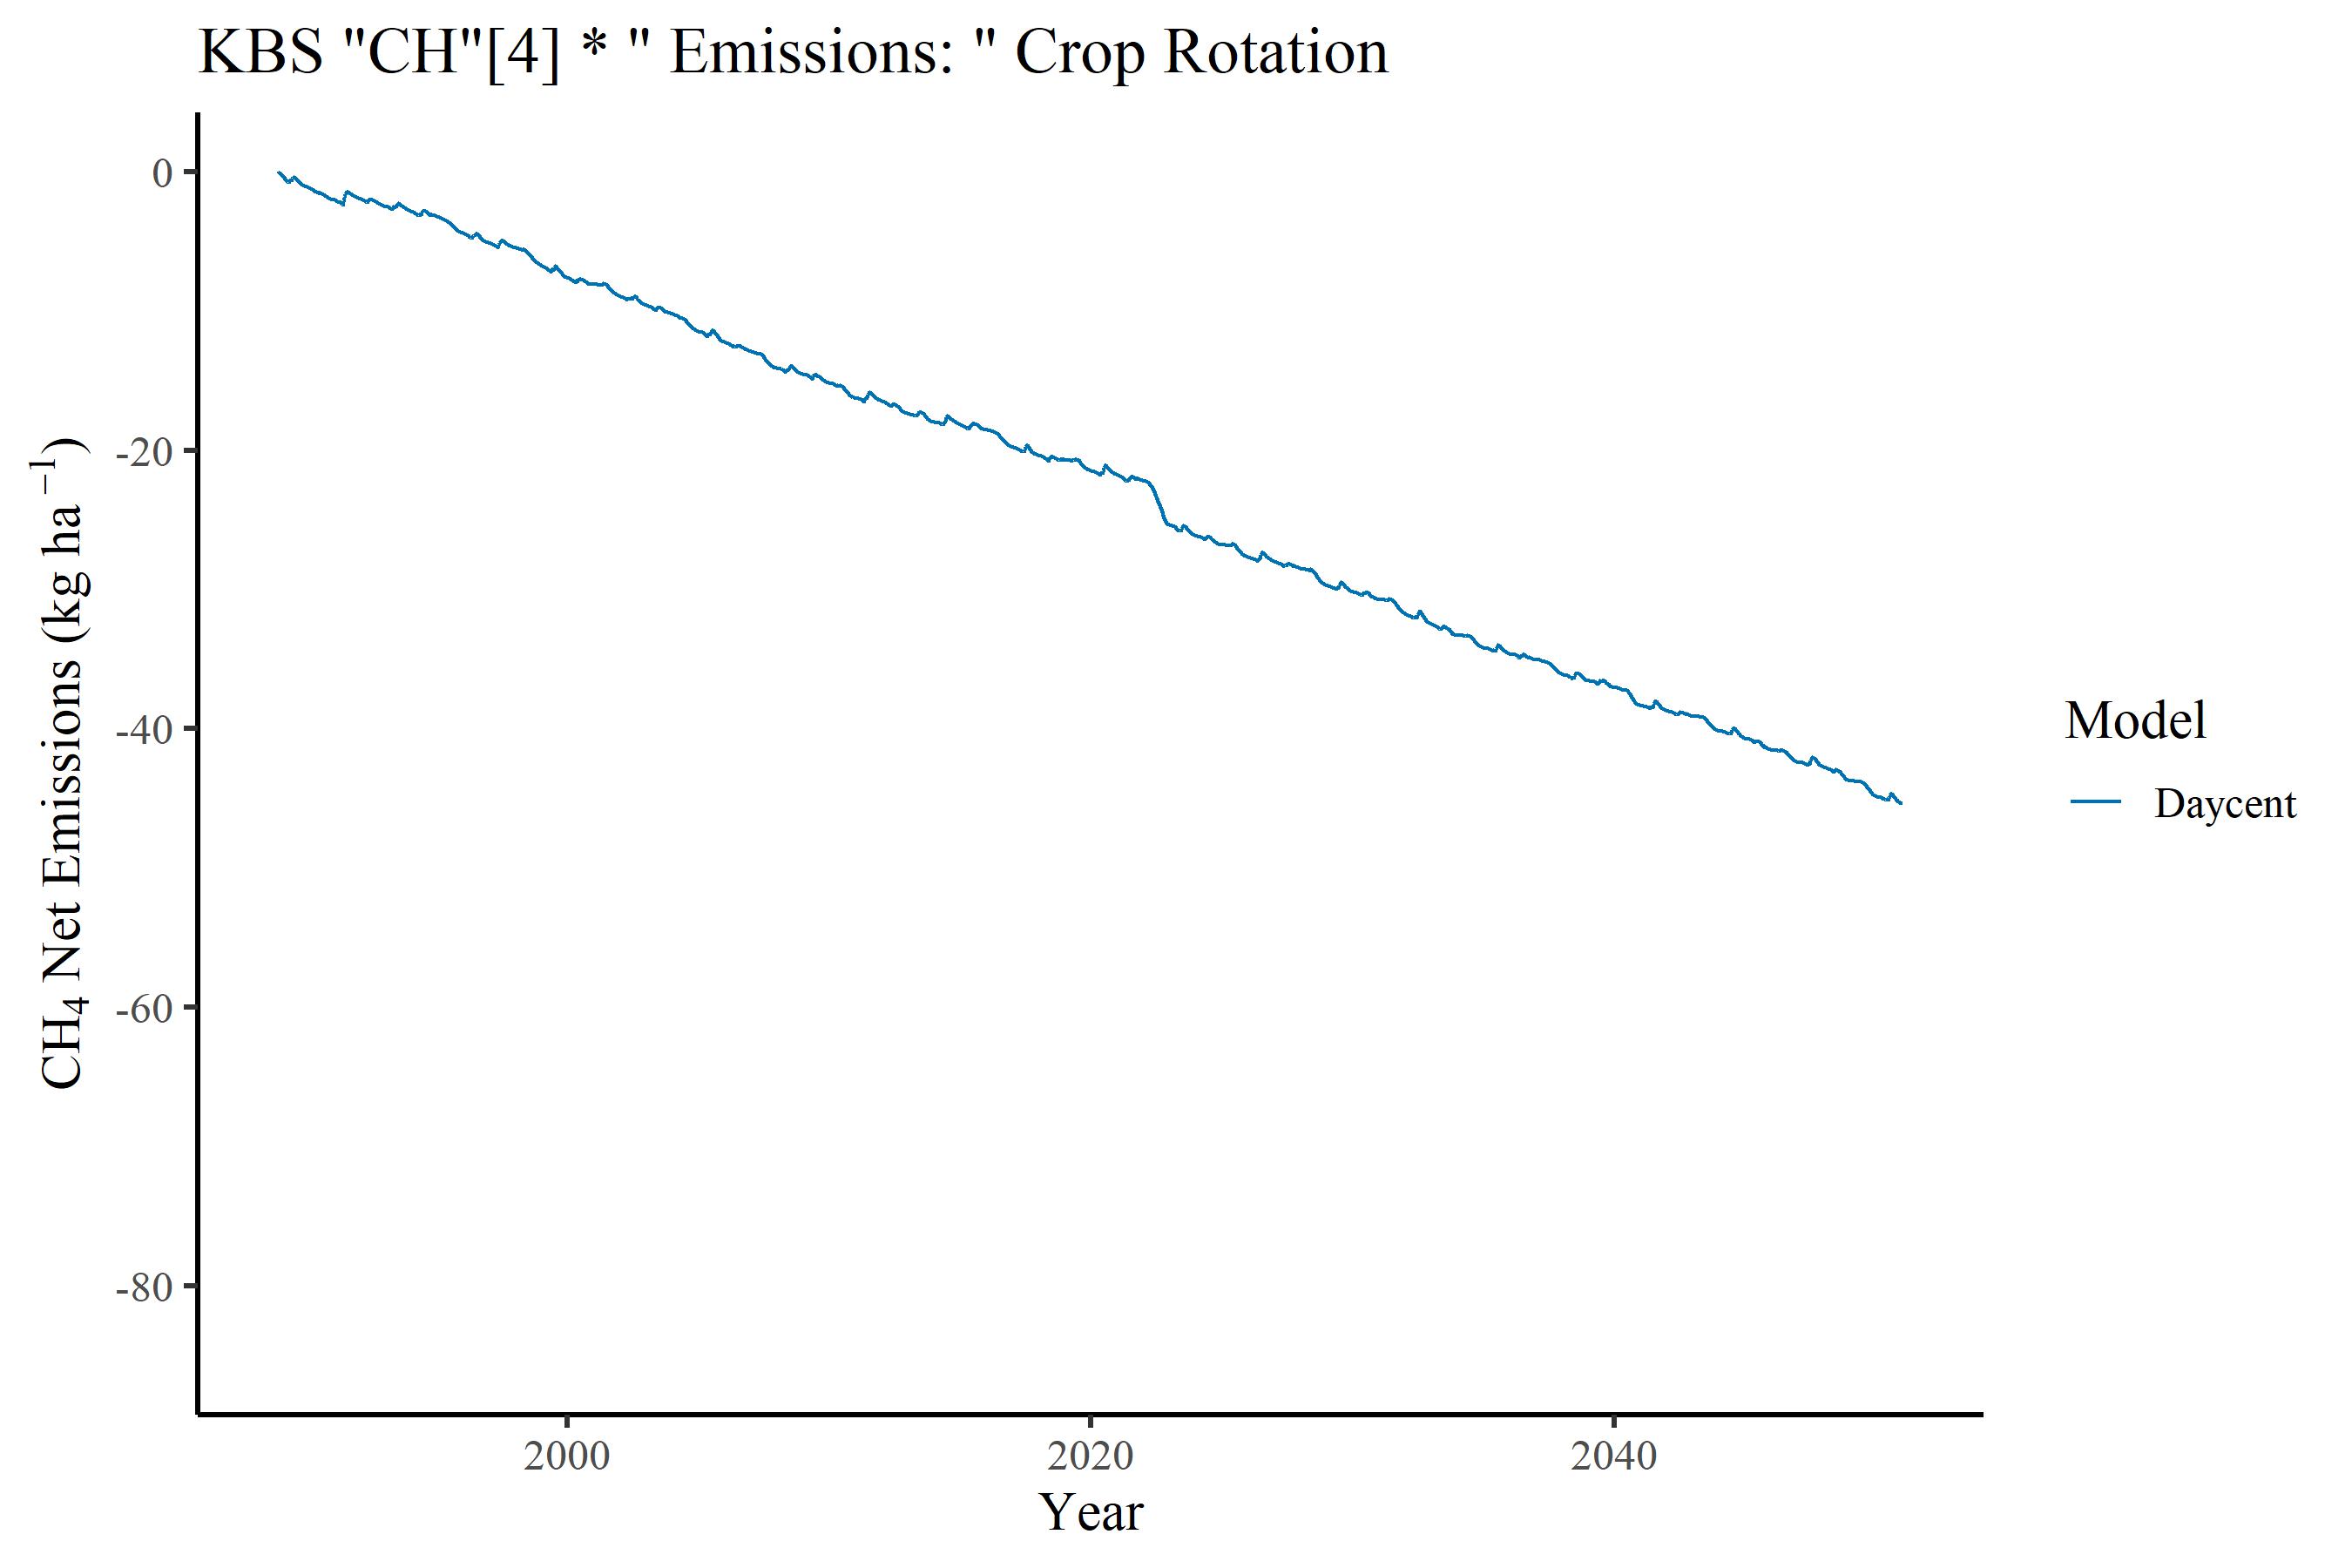 KBS "CH"[4] * " Emissions: " Crop Rotation
CH₄ Net Emissions (kg ha ⁻¹)
0
-20
-40
-60
-80
2000
2020
2040
Year
Model
Daycent